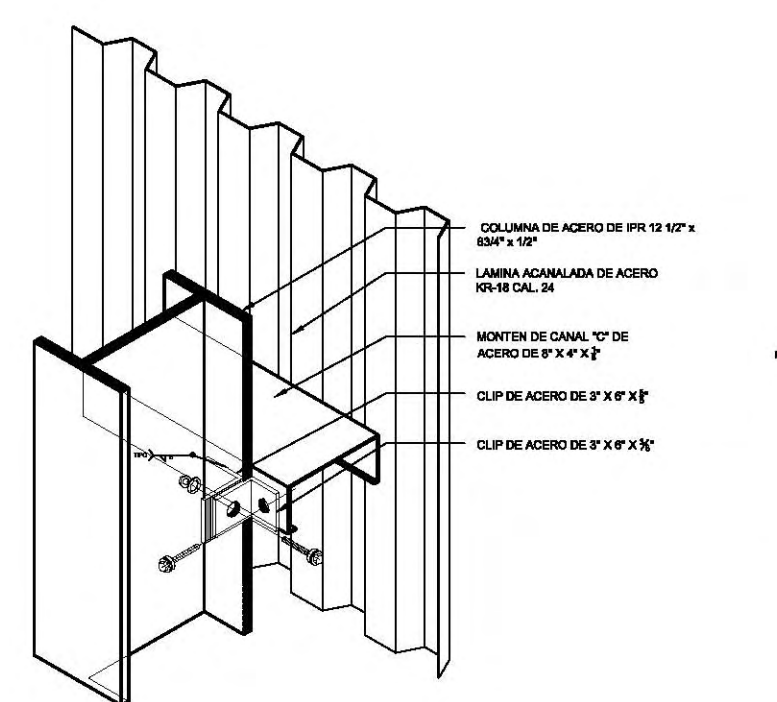 COLUMNA DE ACERO DE IPR 12 1/2" x
63/4" x 1/2"
LAMINA ACANALADA DE ACERO
KR-18 CAL. 24
MONTEN DE CANAL "C" DE
ACERO DE 8" X 4" X
CLIP DE ACERO DE 3" X 6" X
CLIP DE ACERO DE 3" X 6" X
TIPO